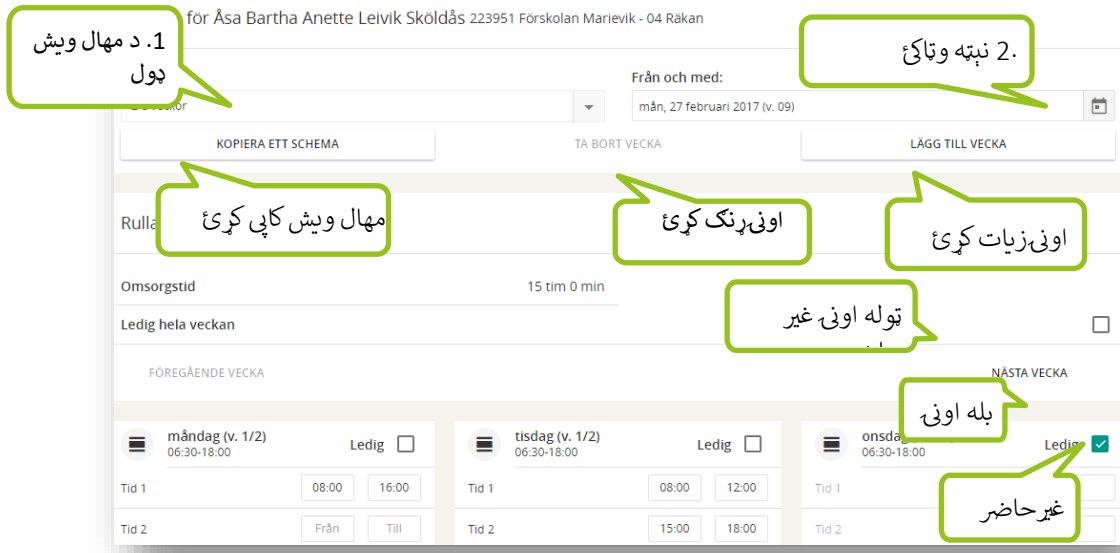 för Åsa Bartha Anette Leivik Sköldås 223951 Förskolan Marievik - 04 Räkan
1. د مهال ویش
ډول
2. نېټه وټاکئ
Från och med:
mån, 27 februari 2017 (v. 09)
KOPIERA ETT SCHEMA
TA BORT VECKA
LÄGG TILL VECKA
مهال ویش کاپي کړئ
اونۍ ړنګ کړئ
اونۍ زیات کړئ
Rulla
Omsorgstid 15 tim 0 min
ټوله اونۍ غیر
Ledig hela veckan
FÖREGÅENDE VECKA
NÄSTA VECKA
بله اونۍ
måndag (v. 1/2) Ledig
06:30-18:00
tisdag (v. 1/2) Ledig
06:30-18:00
onsdag Ledig
06:30-18:00
Tid 1 08:00 16:00
Tid 1 08:00 12:00
Tid 1
غیرحاضر
Tid 2 Från Till
Tid 2 15:00 18:00
Tid 2